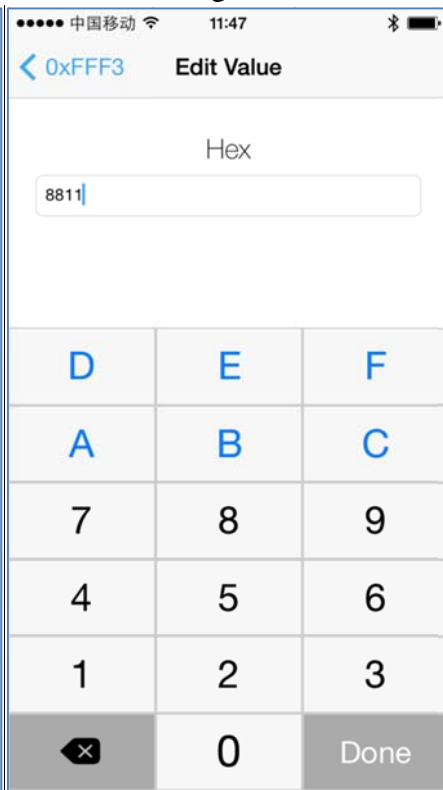 中国移动 11:47
0xFFF3 Edit Value
Hex
8811
D E F
A B C
7 8 9
4 5 6
1 2 3
0 Done